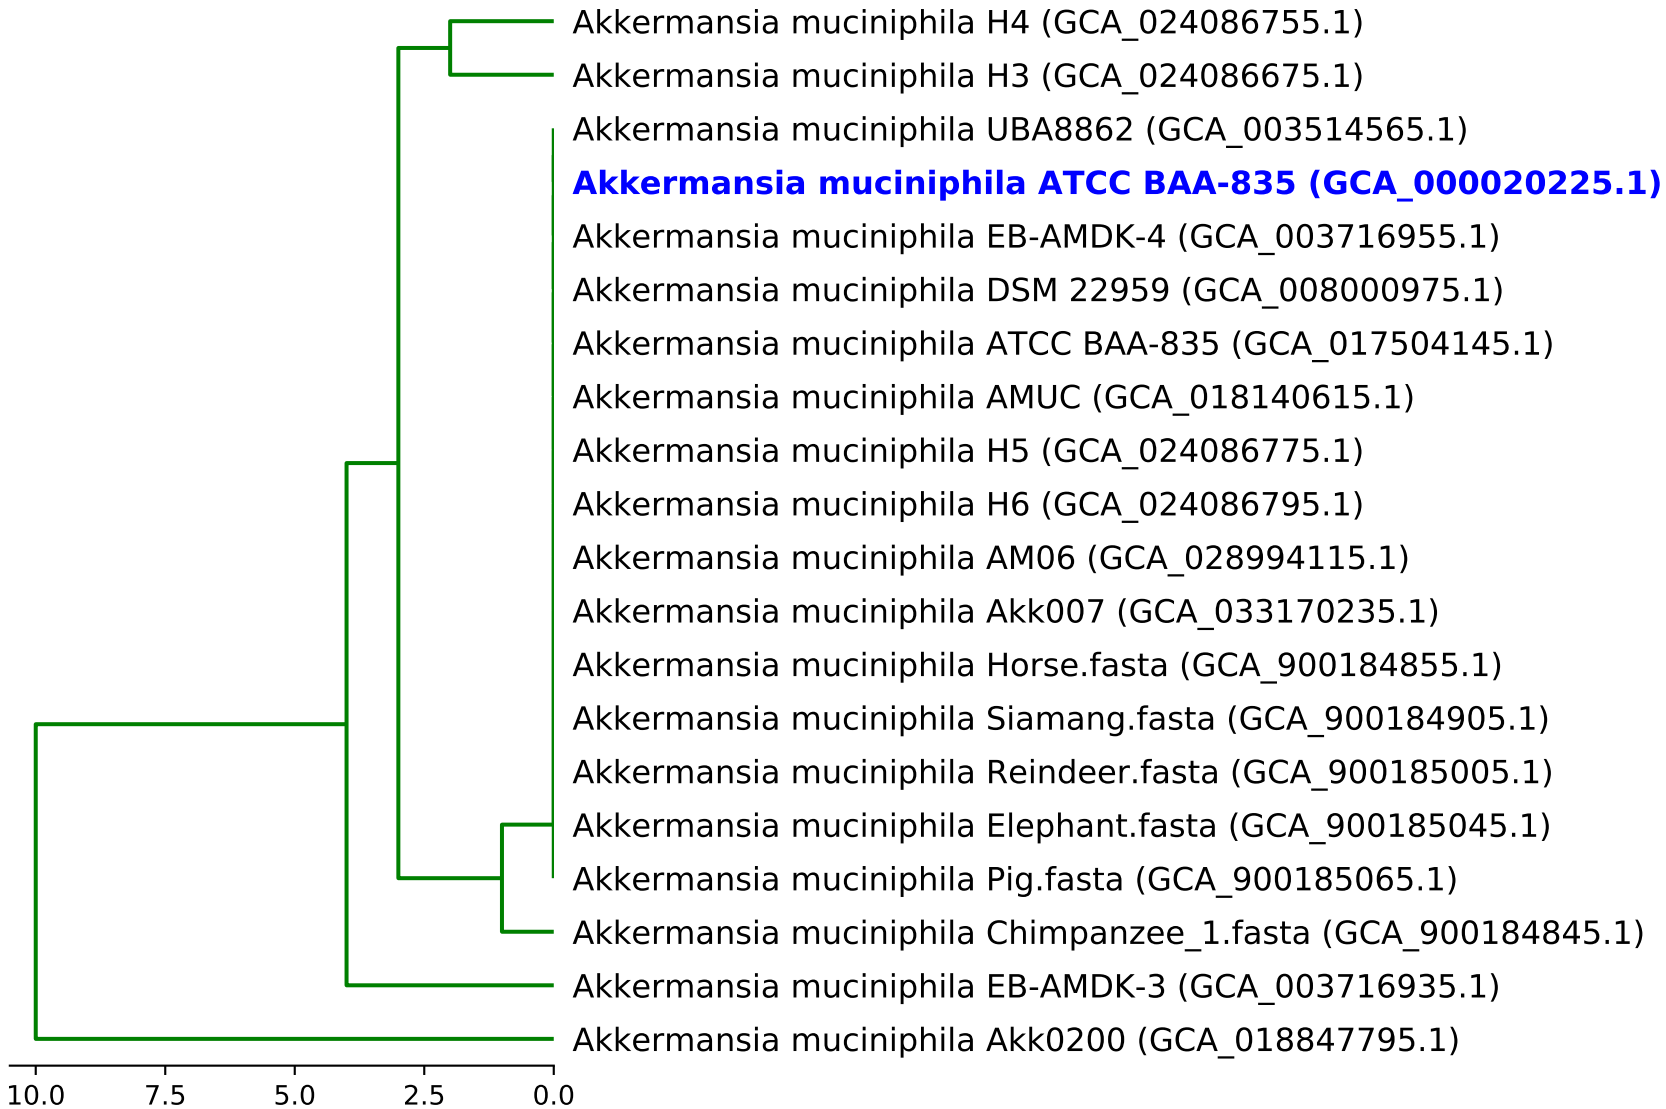 Akkermansia muciniphila H4 (GCA_024086755.1)
Akkermansia muciniphila H3 (GCA_024086675.1)
Akkermansia muciniphila UBA8862 (GCA_003514565.1)
Akkermansia muciniphila ATCC BAA-835 (GCA_000020225.1)
Akkermansia muciniphila EB-AMDK-4 (GCA_003716955.1)
Akkermansia muciniphila DSM 22959 (GCA_008000975.1)
Akkermansia muciniphila ATCC BAA-835 (GCA_017504145.1)
Akkermansia muciniphila AMUC (GCA_018140615.1)
Akkermansia muciniphila H5 (GCA_024086775.1)
Akkermansia muciniphila H6 (GCA_024086795.1)
Akkermansia muciniphila AM06 (GCA_028994115.1)
Akkermansia muciniphila Akk007 (GCA_033170235.1)
Akkermansia muciniphila Horse.fasta (GCA_900184855.1)
Akkermansia muciniphila Siamang.fasta (GCA_900184905.1)
Akkermansia muciniphila Reindeer.fasta (GCA_900185005.1)
Akkermansia muciniphila Elephant.fasta (GCA_900185045.1)
Akkermansia muciniphila Pig.fasta (GCA_900185065.1)
Akkermansia muciniphila Chimpanzee_1.fasta (GCA_900184845.1)
Akkermansia muciniphila EB-AMDK-3 (GCA_003716935.1)
Akkermansia muciniphila Akk0200 (GCA_018847795.1)
10.0 7.5 5.0 2.5 0.0